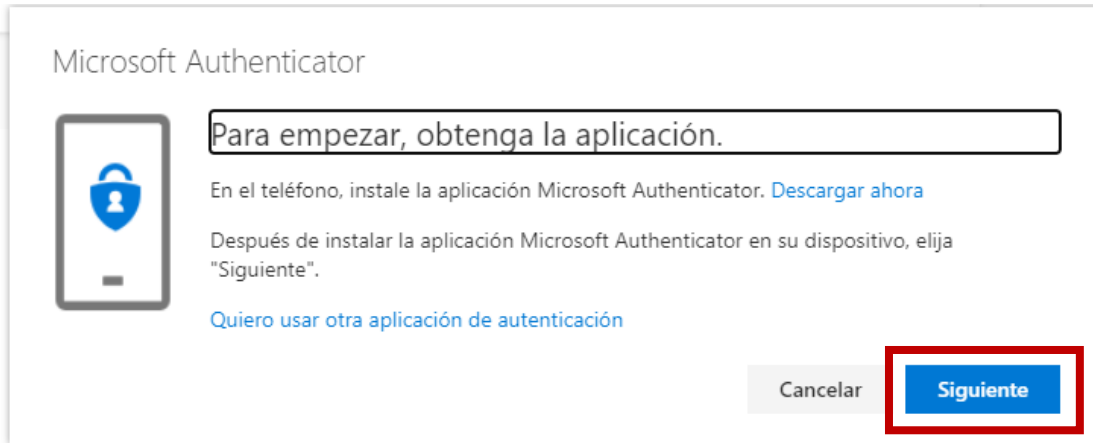 Microsoft Authenticator
Para empezar, obtenga la aplicación.
En el teléfono, instale la aplicación Microsoft Authenticator. Descargar ahora
Después de instalar la aplicación Microsoft Authenticator en su dispositivo, elija
"Siguiente".
Quiero usar otra aplicación de autenticación
Cancelar Siguiente